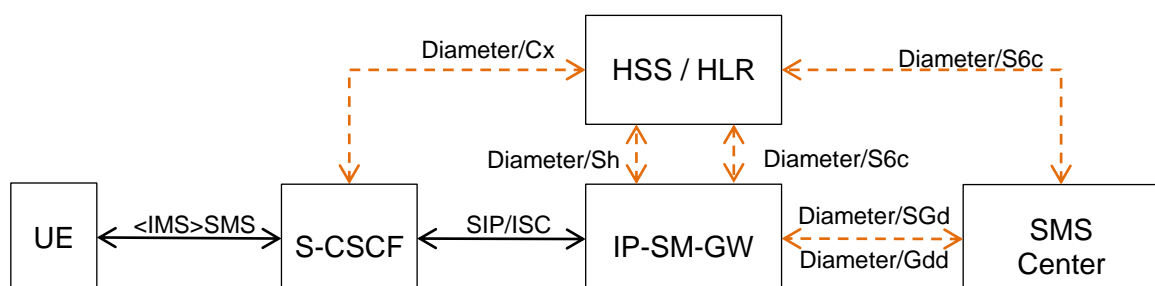 Diameter/Cx
HSS / HLR
Diameter/S6c
Diameter/Sh
Diameter/S6c
UE
<IMS>SMS
S-CSCF
SIP/ISC
IP-SM-GW
Diameter/SGd
Diameter/Gdd
SMS
Center